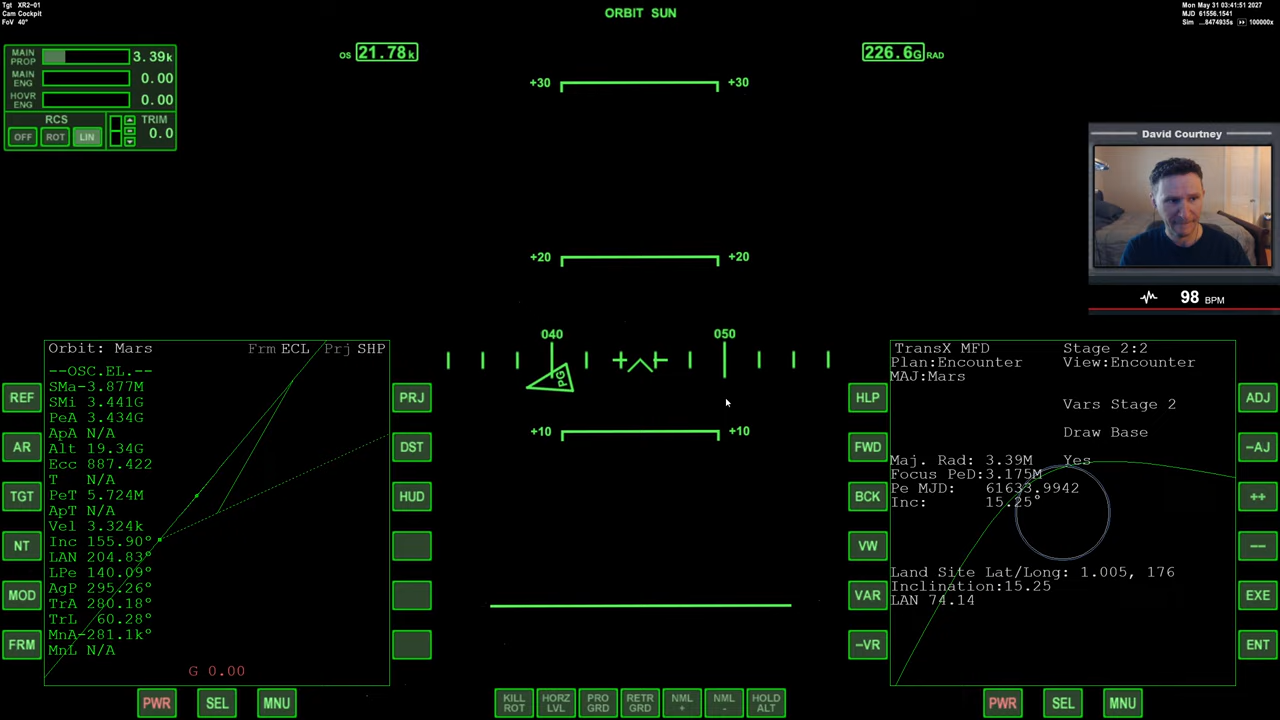 Tgt XR2-01
Cam Cockpit
FoV 40°
ORBIT SUN
Mon May 31 03:41:51 2027
MJD 61556.1541
Sim ...8474935s 100000x
MAIN PROP 3.39k
MAIN ENG 0.00
HOVR ENG 0.00
RCS
TRIM
OFF ROT LIN 0.0
OS 21.78k
226.6G RAD
+30 +30
+20 +20
040 050
PG
+10 +10
David Courtney
98 BPM
Orbit: Mars Frm ECL Prj SHP
--OSC.EL.--
SMa-3.877M
SMi 3.441G
PeA 3.434G
ApA N/A
Alt 19.34G
Ecc 887.422
T N/A
PeT 5.724M
ApT N/A
Vel 3.324k
Inc 155.90°
LAN 204.83°
LPe 140.09°
AgP 295.26°
TrA 280.18°
TrL 60.28°
MnA-281.1k°
MnL N/A
G 0.00
REF
AR
TGT
NT
MOD
FRM
PRJ
DST
HUD
PWR SEL MNU
KILL ROT
HORZ LVL
PRO GRD
RETR GRD
NML +
NML -
HOLD ALT
TransX MFD Stage 2:2
Plan:Encounter View:Encounter
MAJ:Mars
Vars Stage 2
Draw Base
Maj. Rad: 3.39M Yes
Focus PeD:3.175M
Pe MJD: 61633.9942
Inc: 15.25°
Land Site Lat/Long: 1.005, 176
Inclination:15.25
LAN 74.14
HLP
FWD
BCK
VW
VAR
-VR
ADJ
-AJ
++
--
EXE
ENT
PWR SEL MNU